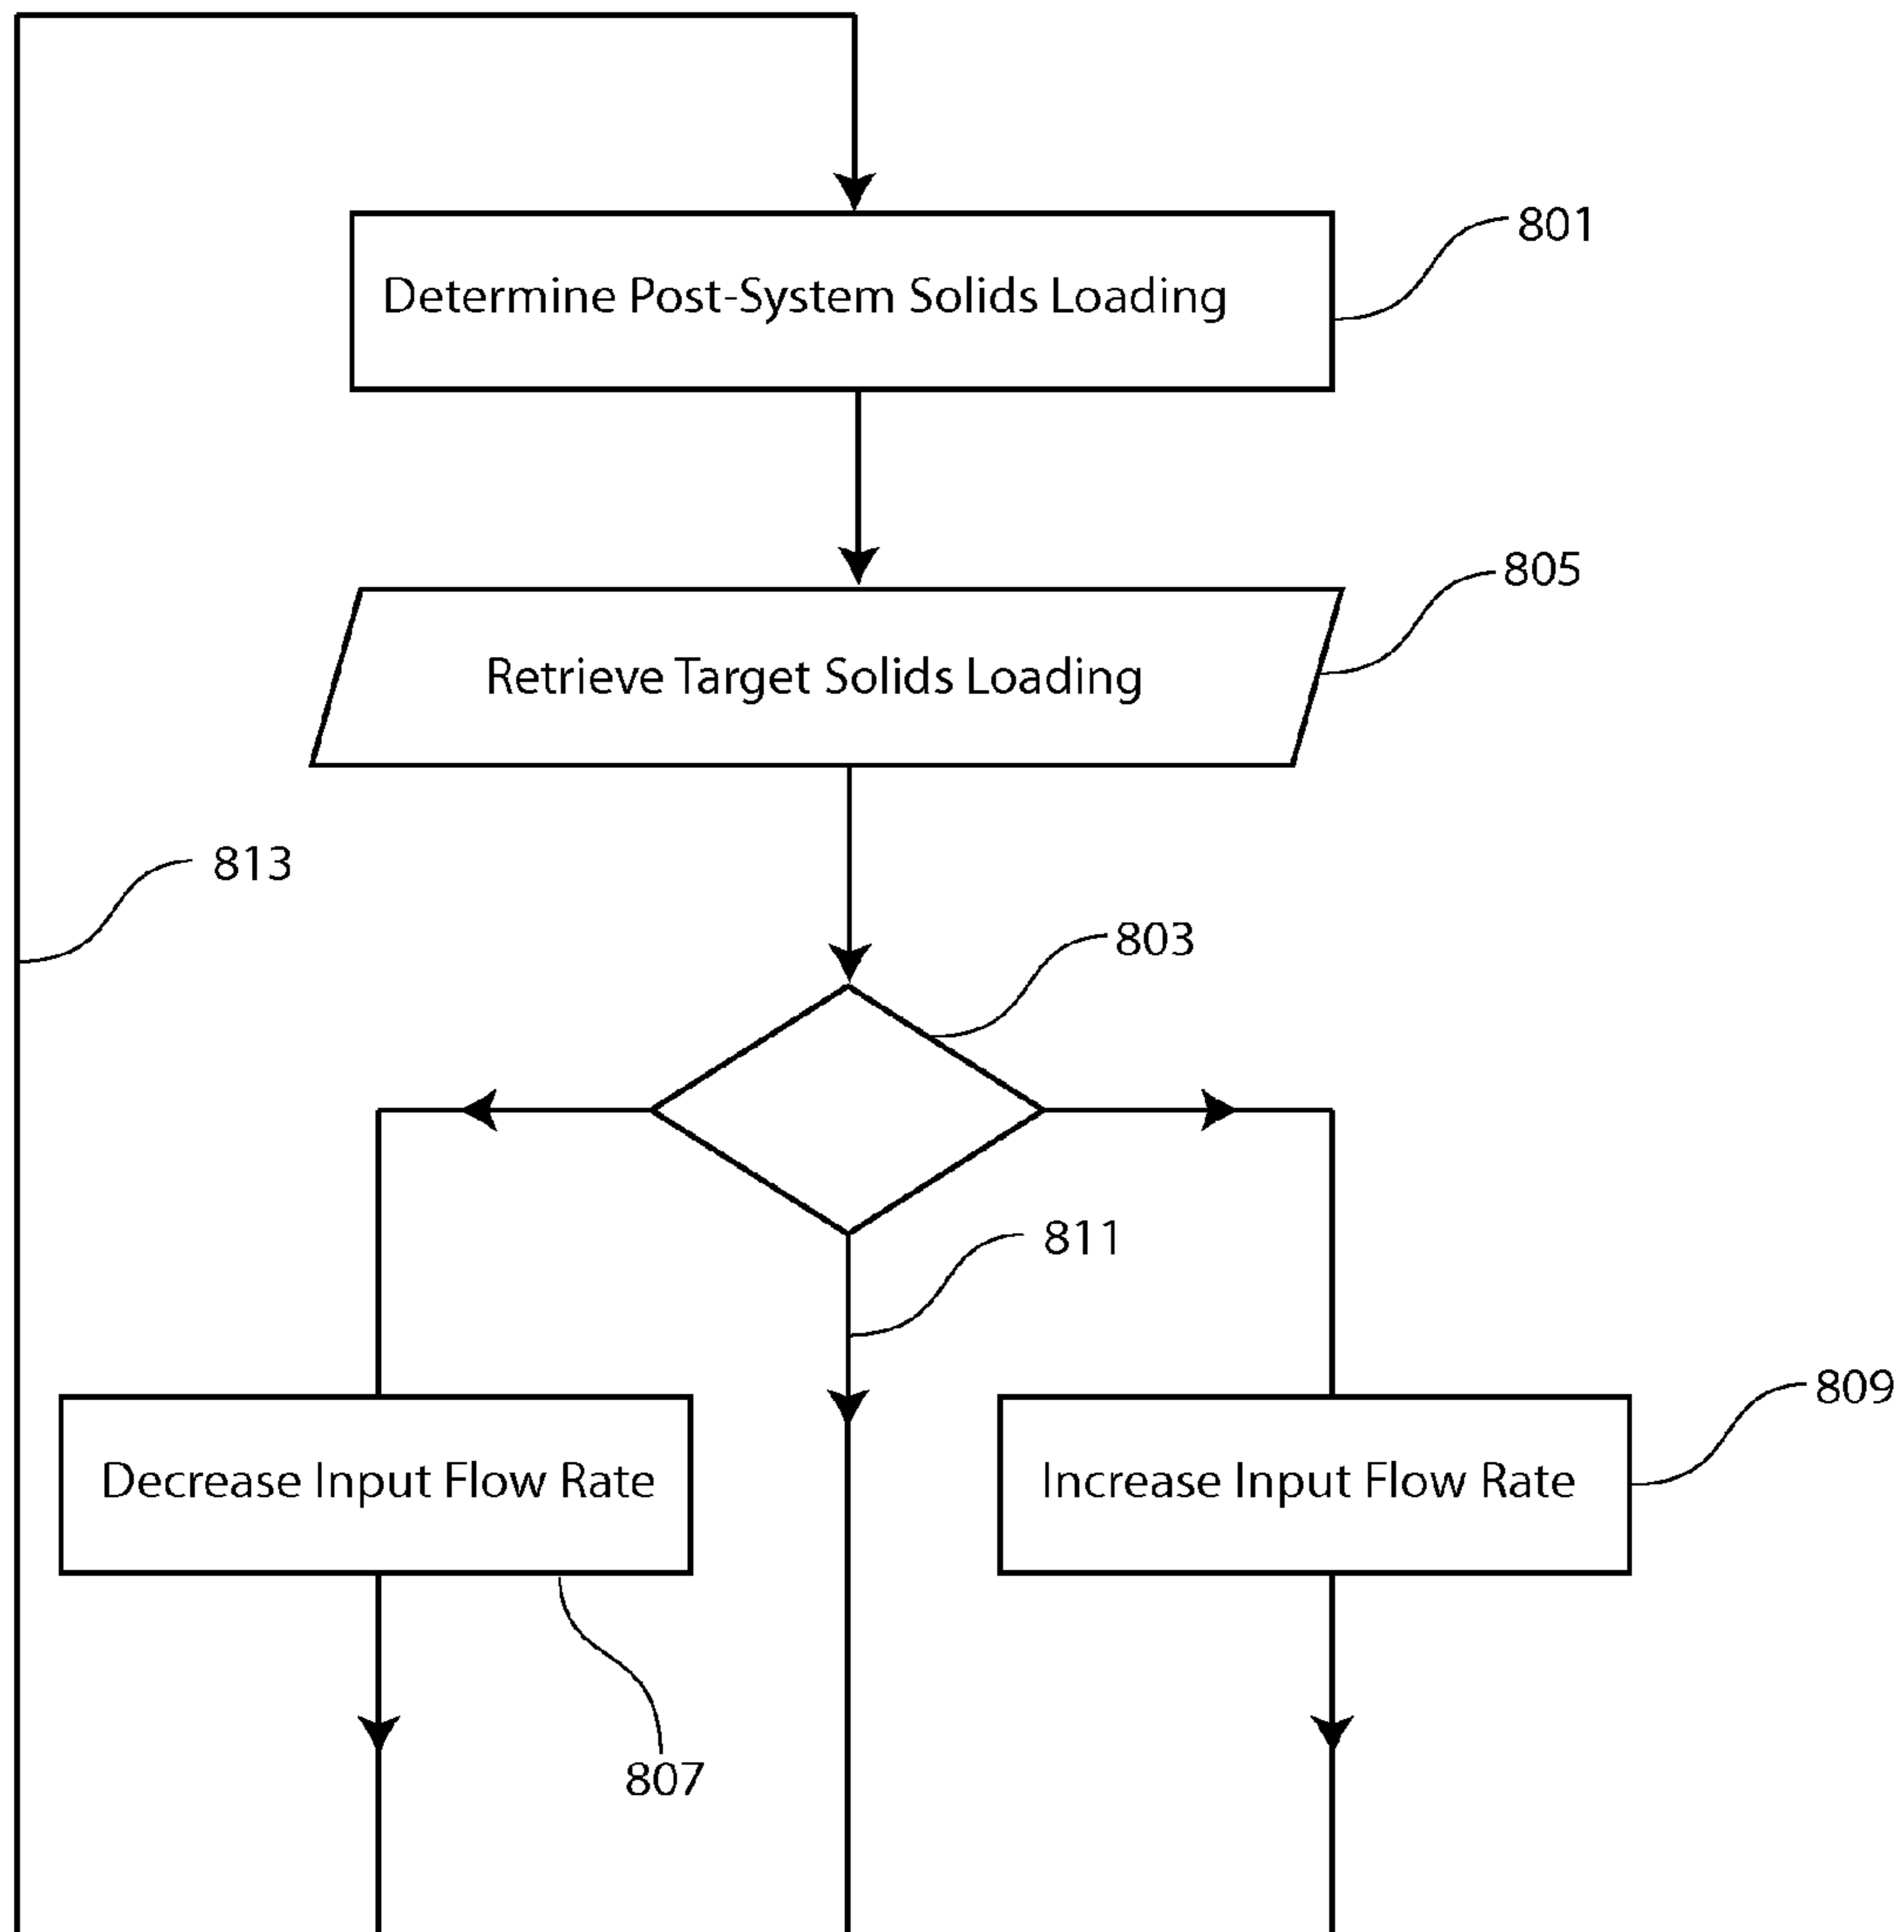 801
Determine Post-System Solids Loading
805
Retrieve Target Solids Loading
813
803
811
809
Decrease Input Flow Rate
Increase Input Flow Rate
807